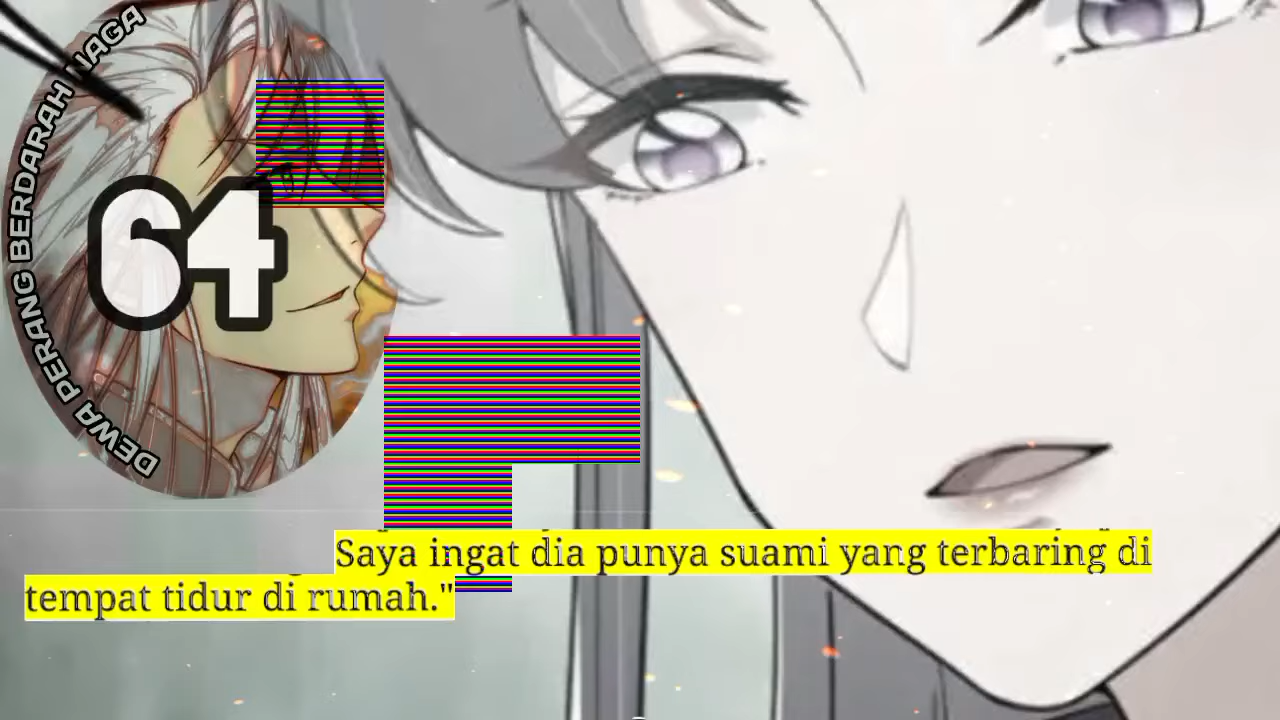 DEWA PERANG BERDARAH NAGA
64
Saya ingat dia punya suami yang terbaring di
tempat tidur di rumah."